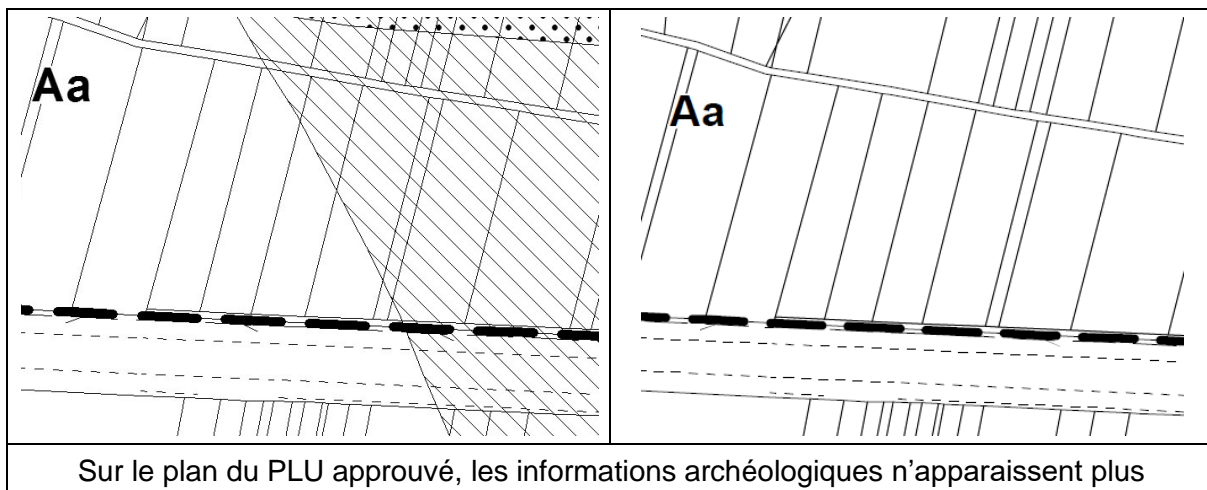 Aa
Aa
Sur le plan du PLU approuvé, les informations archéologiques n’apparaissent plus